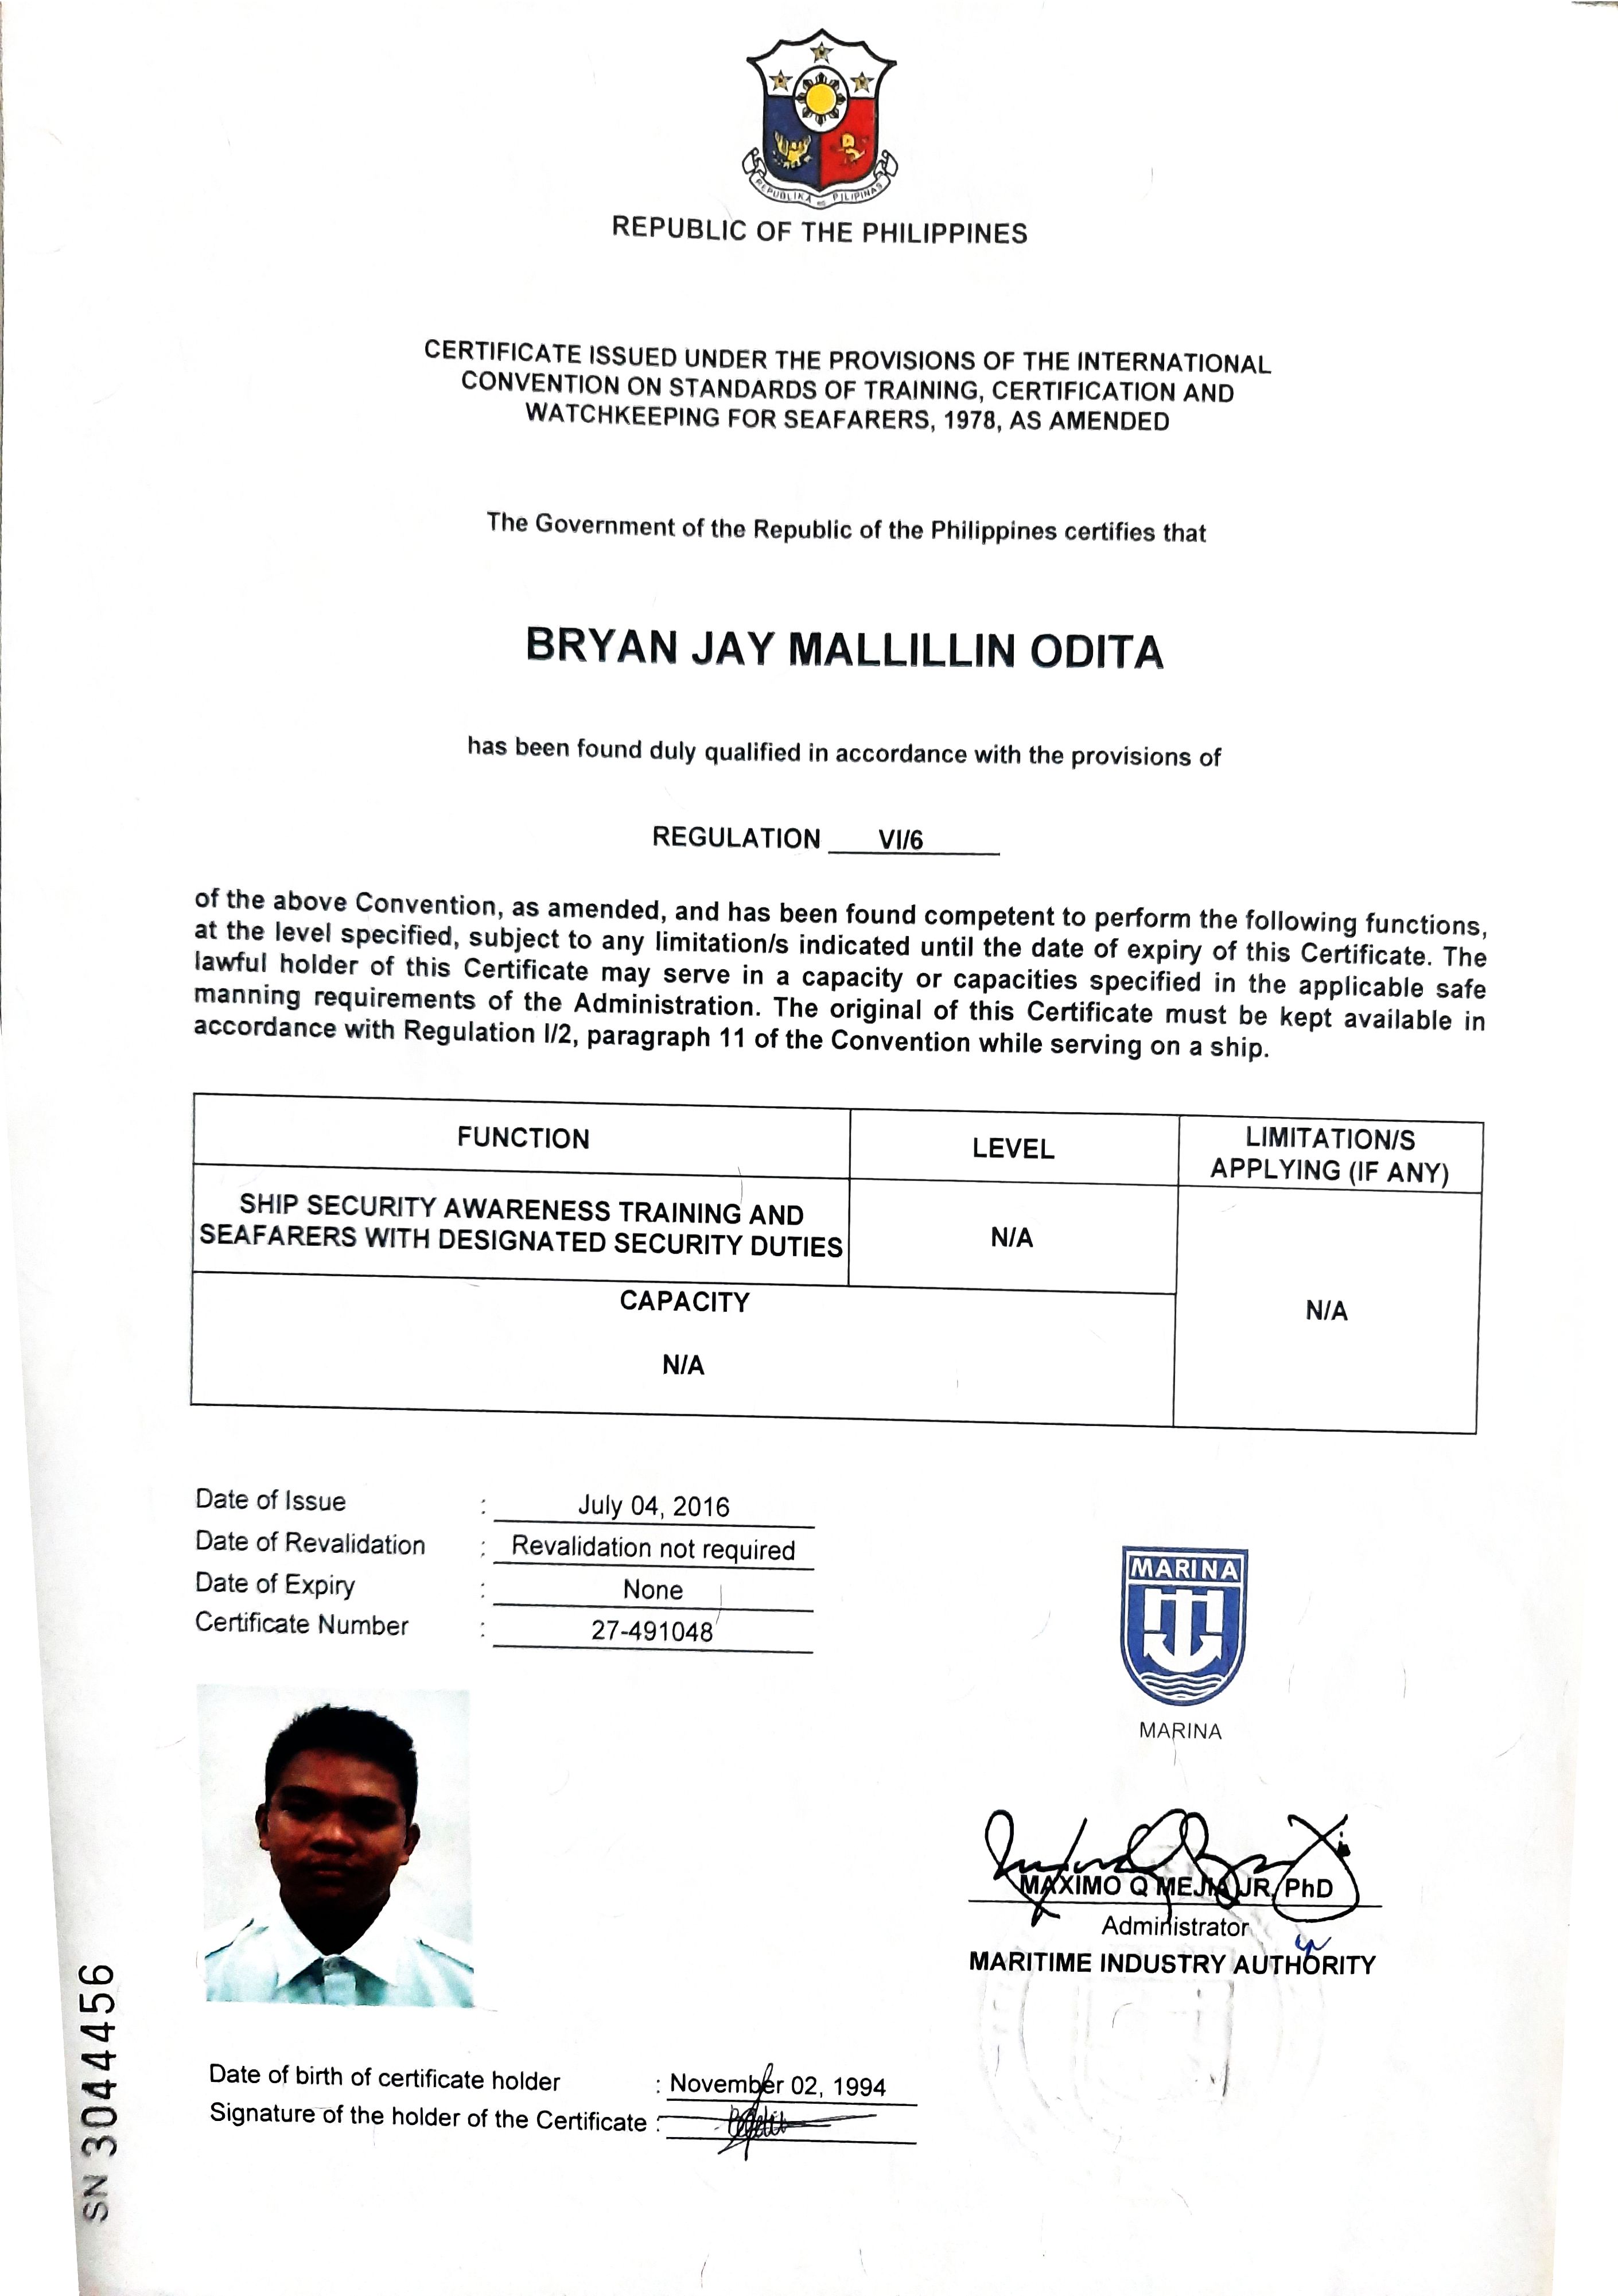 REPUBLIKA NG PILIPINAS
REPUBLIC OF THE PHILIPPINES
CERTIFICATE ISSUED UNDER THE PROVISIONS OF THE INTERNATIONAL
CONVENTION ON STANDARDS OF TRAINING, CERTIFICATION AND
WATCHKEEPING FOR SEAFARERS, 1978, AS AMENDED
The Government of the Republic of the Philippines certifies that
BRYAN JAY MALLILLIN ODITA
has been found duly qualified in accordance with the provisions of
REGULATION VI/6
of the above Convention, as amended, and has been found competent to perform the following functions,
at the level specified, subject to any limitation/s indicated until the date of expiry of this Certificate. The
lawful holder of this Certificate may serve in a capacity or capacities specified in the applicable safe
manning requirements of the Administration. The original of this Certificate must be kept available in
accordance with Regulation I/2, paragraph 11 of the Convention while serving on a ship.
FUNCTION
LEVEL
LIMITATION/S
APPLYING (IF ANY)
SHIP SECURITY AWARENESS TRAINING AND
SEAFARERS WITH DESIGNATED SECURITY DUTIES
N/A
N/A
CAPACITY
N/A
Date of Issue : July 04, 2016
Date of Revalidation : Revalidation not required
Date of Expiry : None
Certificate Number : 27-491048
MARINA
MARINA
MAXIMO Q MEJIA JR, PhD
Administrator
MARITIME INDUSTRY AUTHORITY
Date of birth of certificate holder : November 02, 1994
Signature of the holder of the Certificate :
SN 3044456